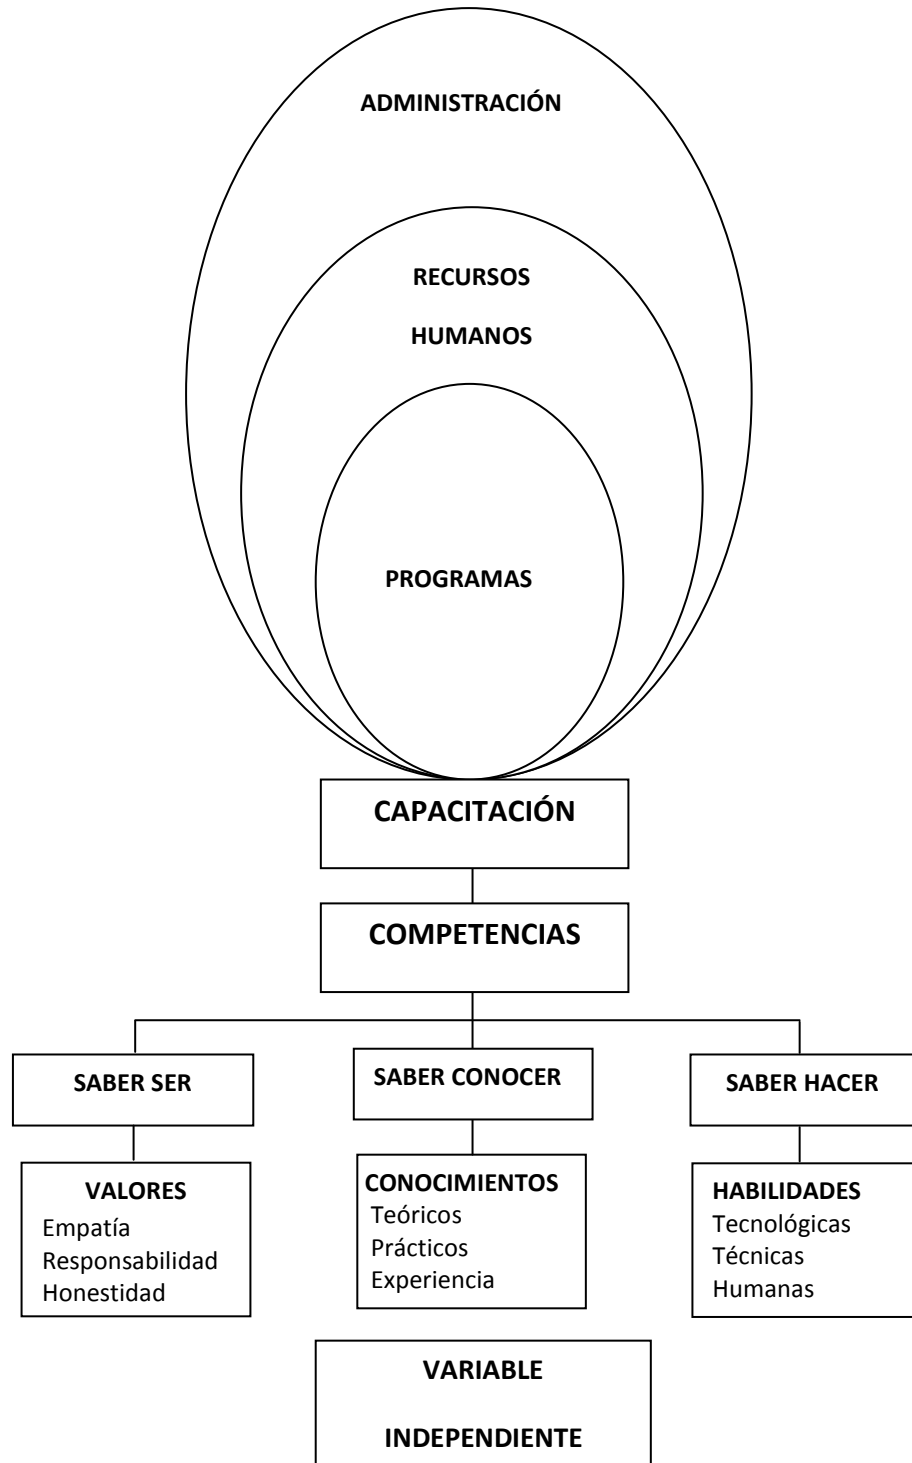 ADMINISTRACIÓN
RECURSOS
HUMANOS
PROGRAMAS
CAPACITACIÓN
COMPETENCIAS
SABER SER
SABER CONOCER
SABER HACER
VALORES
Empatía
Responsabilidad
Honestidad
CONOCIMIENTOS
Teóricos
Prácticos
Experiencia
HABILIDADES
Tecnológicas
Técnicas
Humanas
VARIABLE
INDEPENDIENTE